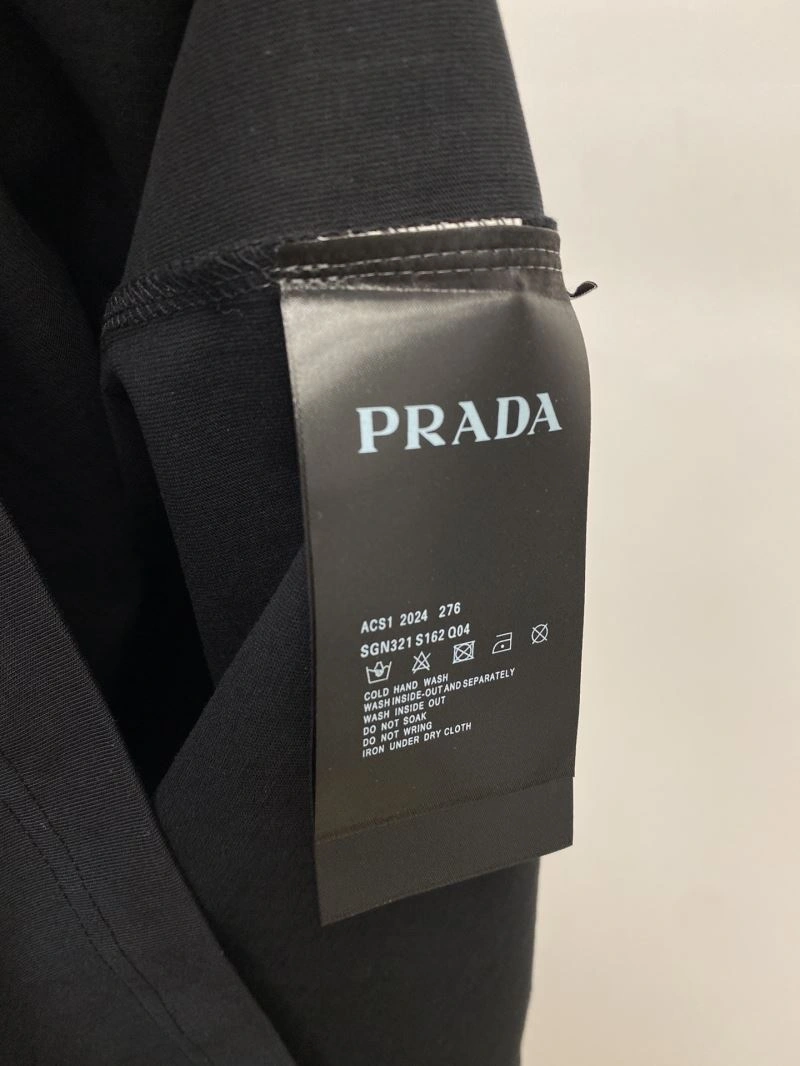 PRADA
ACS1 2024 276
SGN321 S162 Q04
COLD HAND WASH
WASH INSIDE-OUT AND SEPARATELY
WASH INSIDE OUT
DO NOT SOAK
DO NOT WRING
IRON UNDER DRY CLOTH